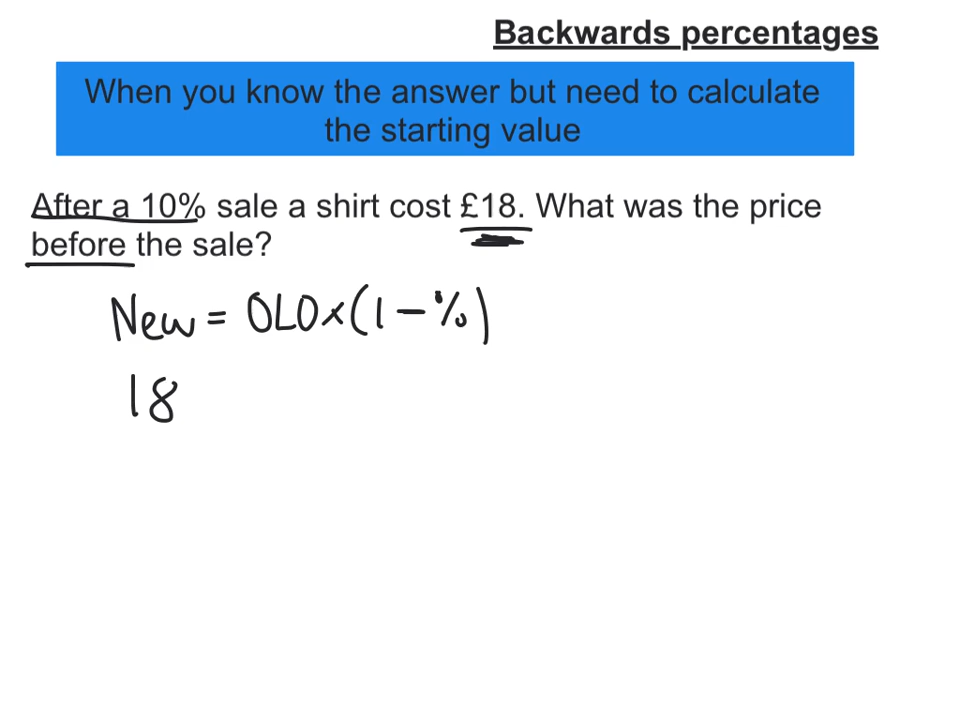 Backwards percentages
When you know the answer but need to calculate
the starting value
After a 10% sale a shirt cost £18. What was the price
before the sale?
New = OLD × (1 - %)
18